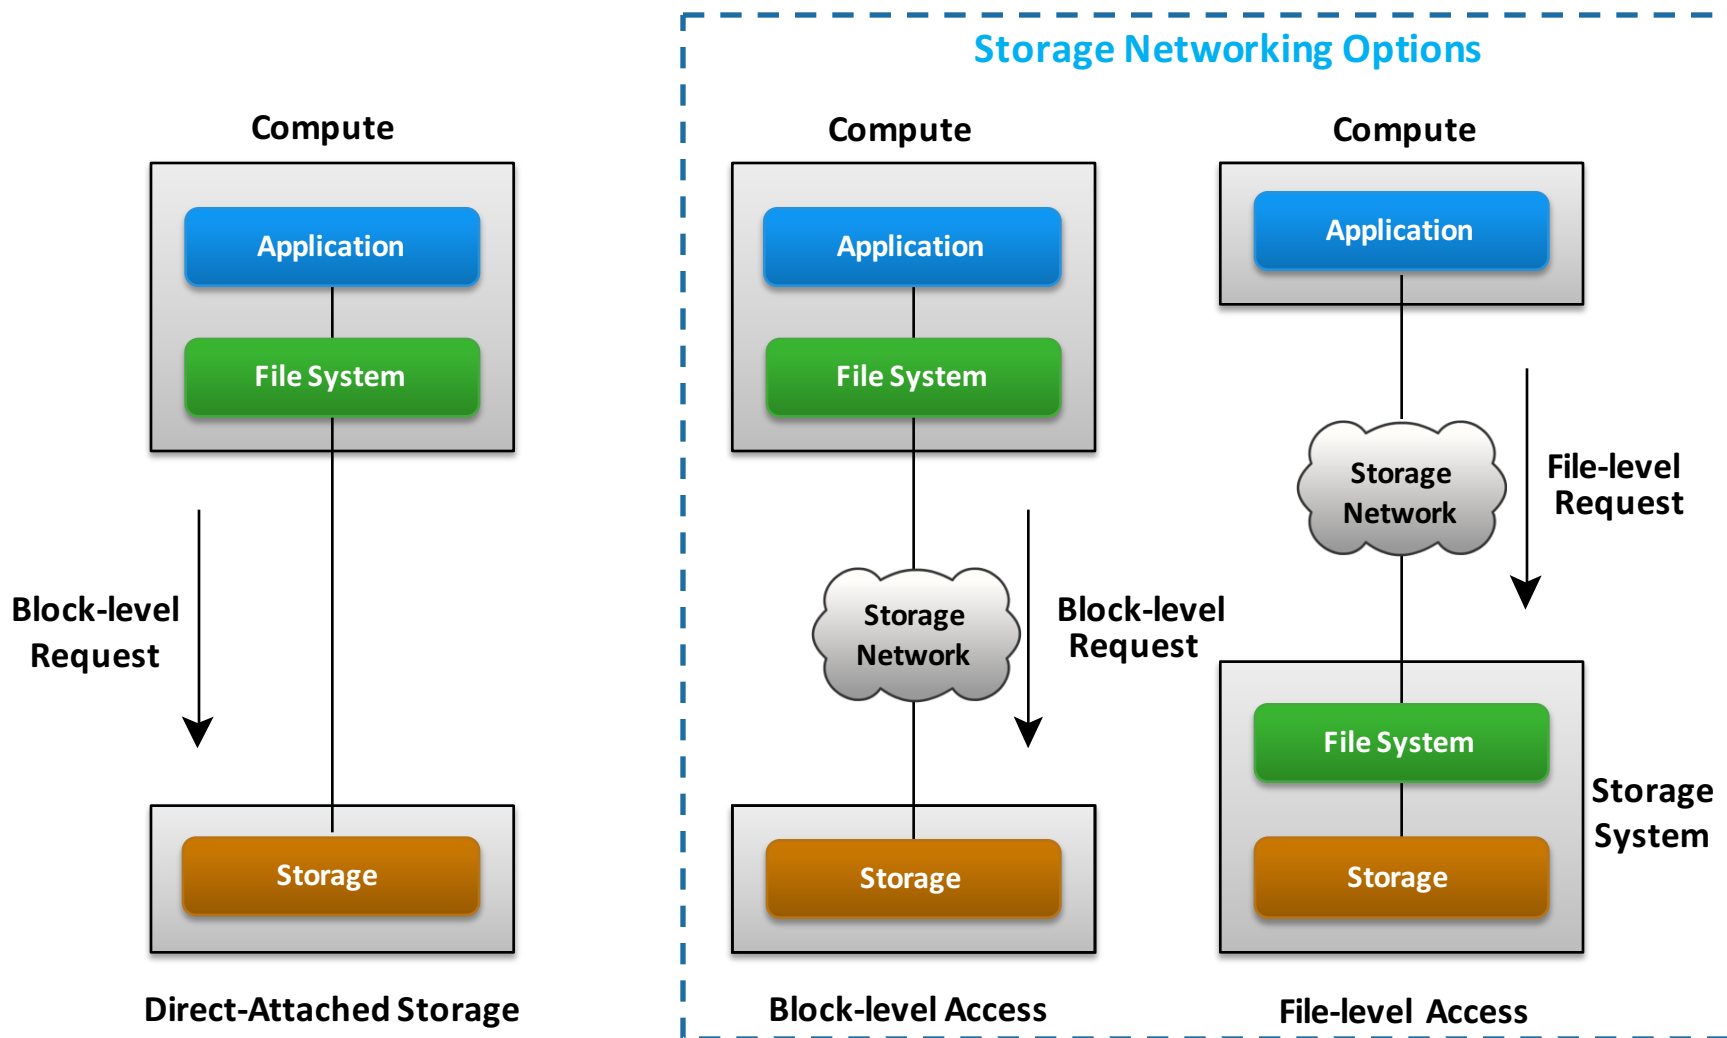 Storage Networking Options
Compute
Application
File System
Block-level
Request
Storage
Direct-Attached Storage
Compute
Application
File System
Storage
Network
Block-level
Request
Storage
Block-level Access
Compute
Application
Storage
Network
File-level
Request
File System
Storage
Storage
System
File-level Access